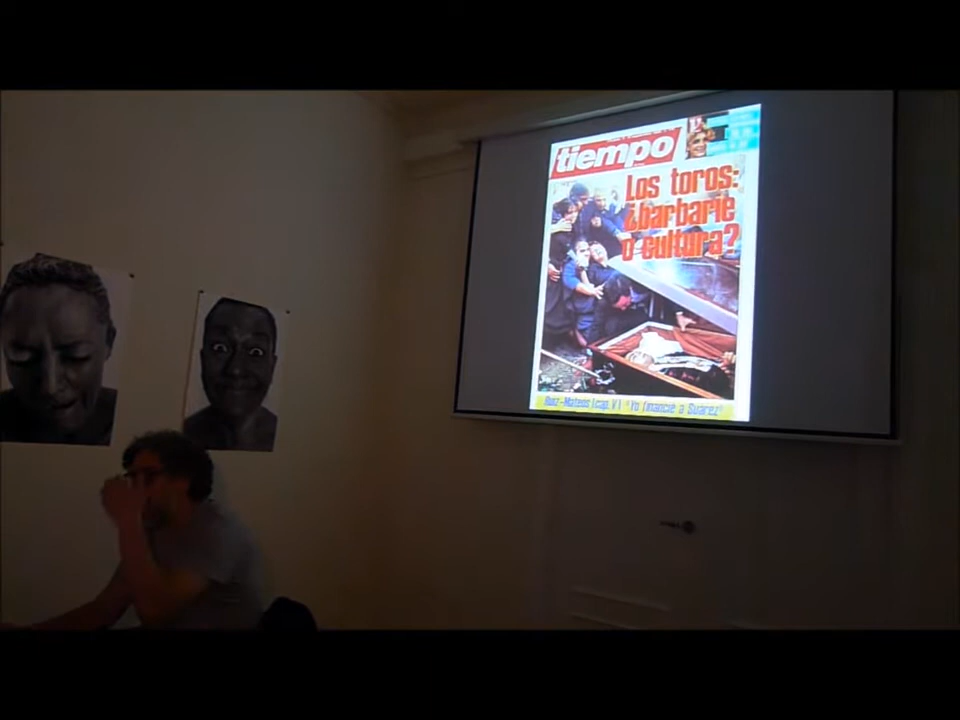 tiempo
Los toros:
¿barbarie
o cultura?
Ruiz-Mateos (cap. V) "Yo financié a Suárez"